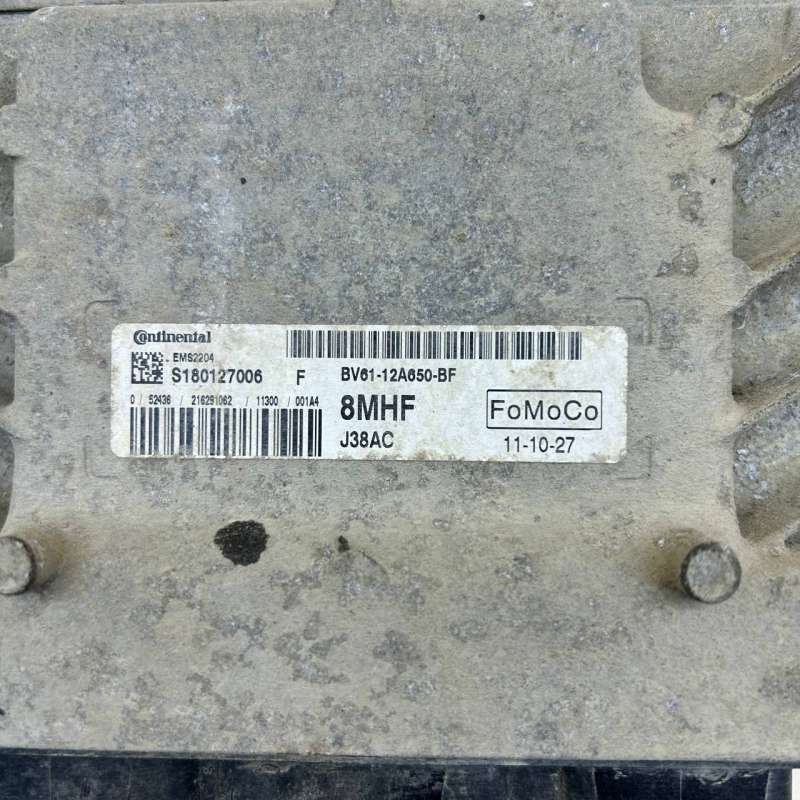 Continental
EMS2204
S180127006 F BV61-12A650-BF
0 / 52436 / 216291062 / 11300 / 001A4
8MHF FoMoCo
J38AC 11-10-27